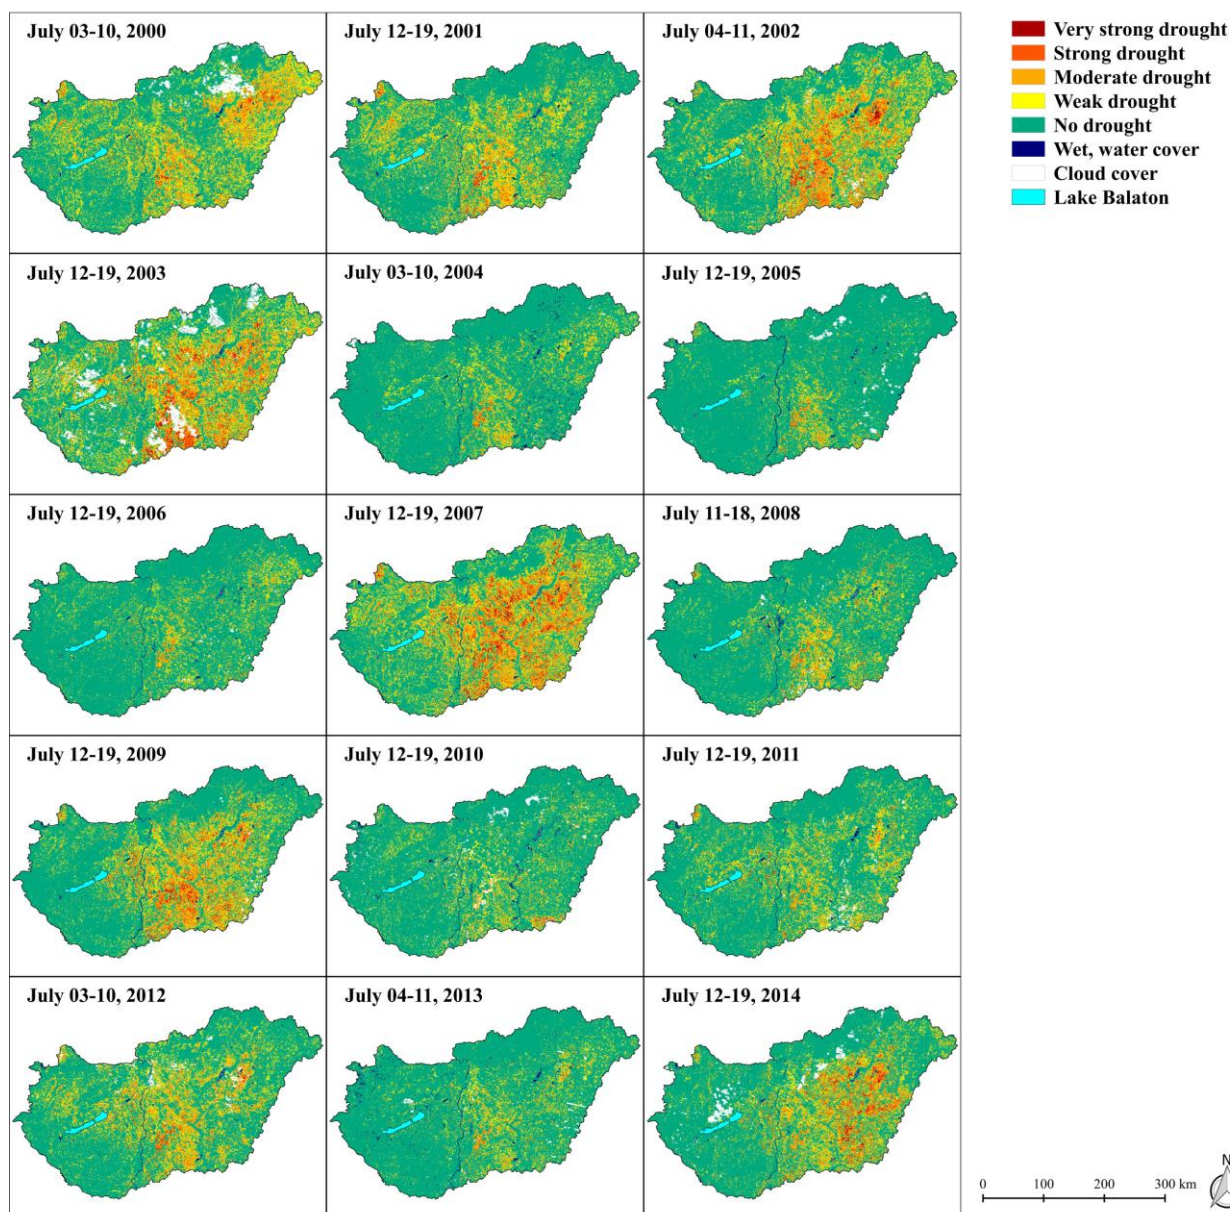 July 03-10, 2000
July 12-19, 2001
July 04-11, 2002
Very strong drought
Strong drought
Moderate drought
Weak drought
No drought
Wet, water cover
Cloud cover
Lake Balaton
July 12-19, 2003
July 03-10, 2004
July 12-19, 2005
July 12-19, 2006
July 12-19, 2007
July 11-18, 2008
July 12-19, 2009
July 12-19, 2010
July 12-19, 2011
July 03-10, 2012
July 04-11, 2013
July 12-19, 2014
N
0 100 200 300 km